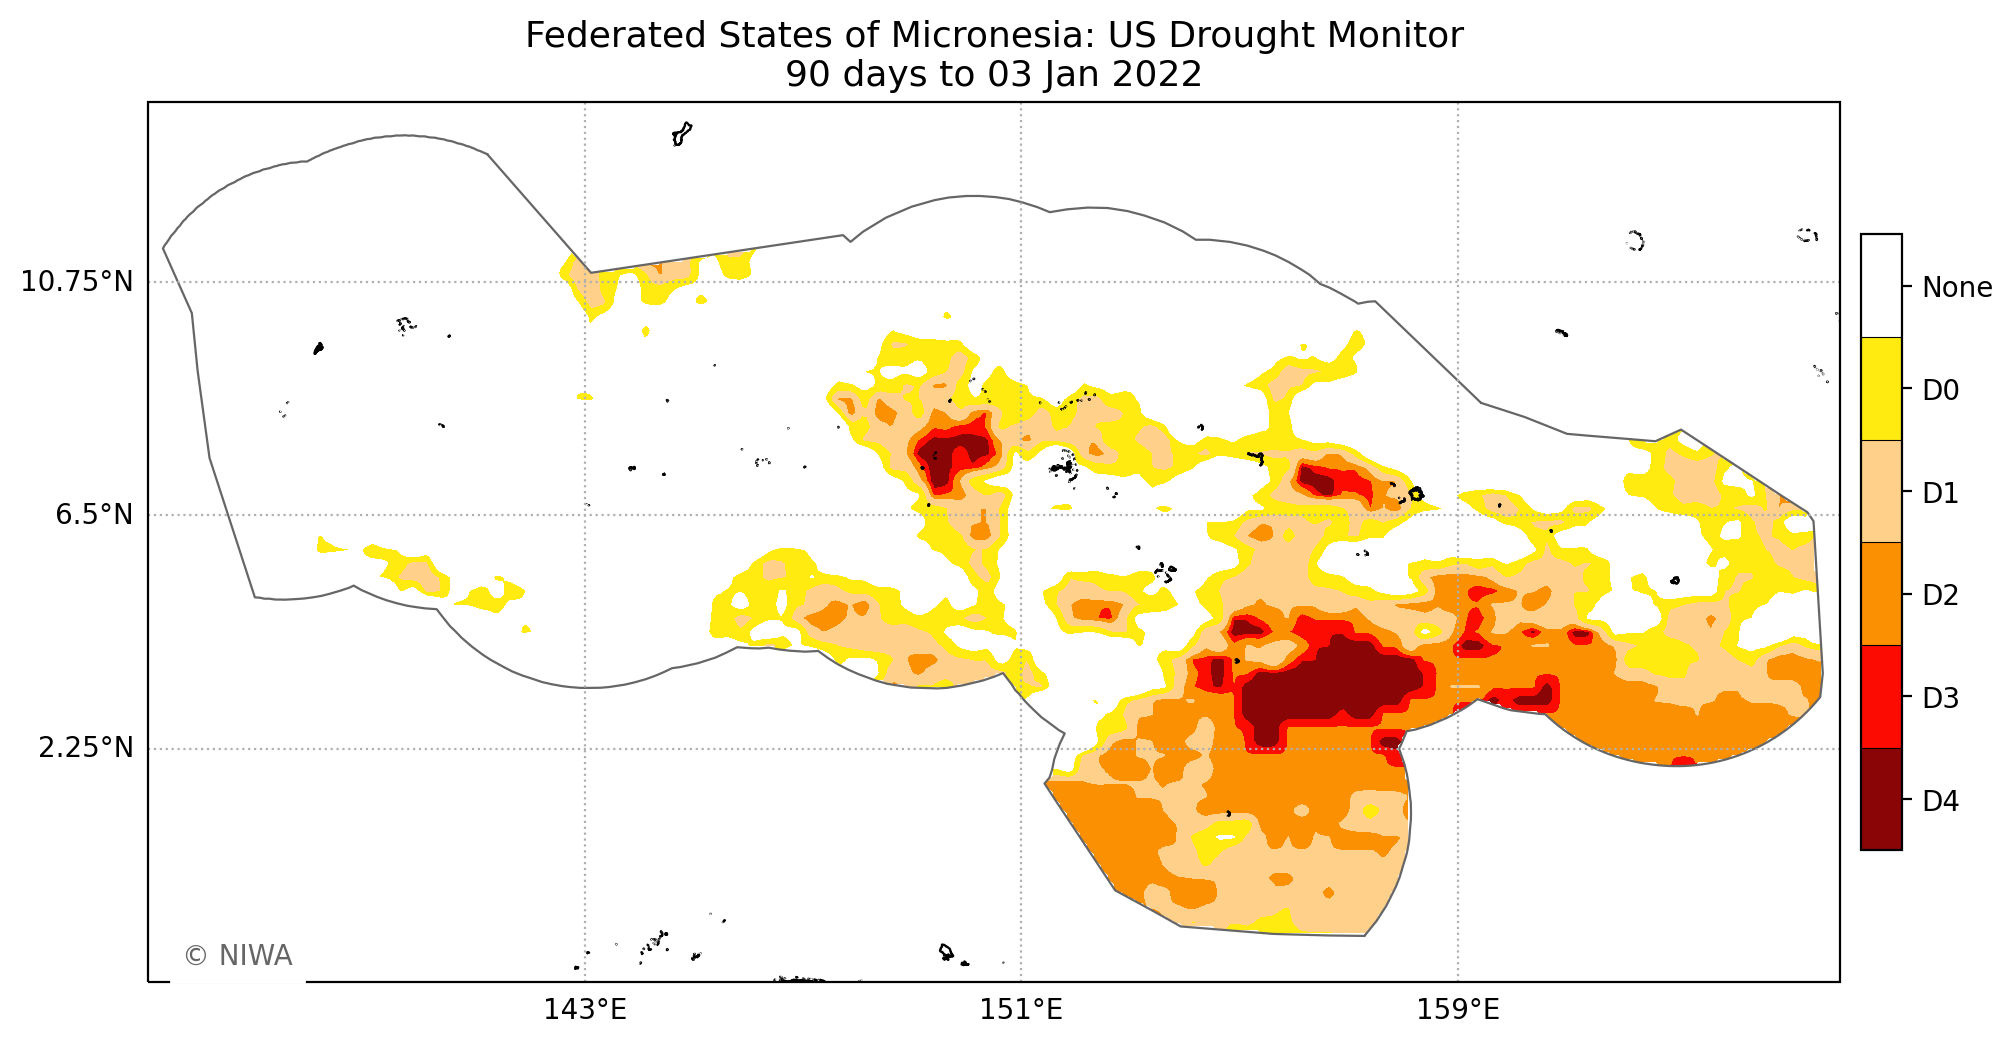 Federated States of Micronesia: US Drought Monitor
90 days to 03 Jan 2022
10.75°N
6.5°N
2.25°N
143°E
151°E
159°E
None
D0
D1
D2
D3
D4
© NIWA